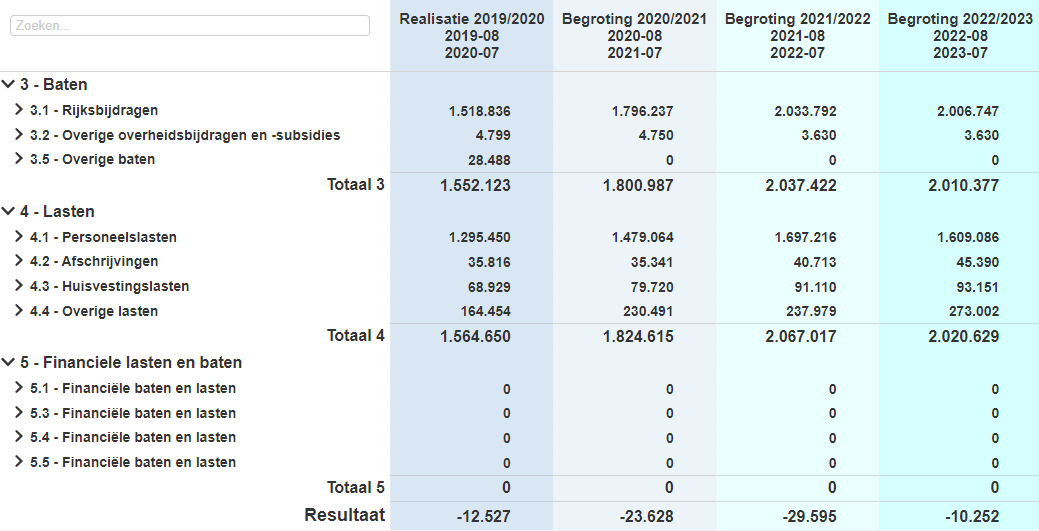 Zoeken...
Realisatie 2019/2020 Begroting 2020/2021 Begroting 2021/2022 Begroting 2022/2023
2019-08 2020-08 2021-08 2022-08
2020-07 2021-07 2022-07 2023-07
3 - Baten
3.1 - Rijksbijdragen 1.518.836 1.796.237 2.033.792 2.006.747
3.2 - Overige overheidsbijdragen en -subsidies 4.799 4.750 3.630 3.630
3.5 - Overige baten 28.488 0 0 0
Totaal 3 1.552.123 1.800.987 2.037.422 2.010.377
4 - Lasten
4.1 - Personeelslasten 1.295.450 1.479.064 1.697.216 1.609.086
4.2 - Afschrijvingen 35.816 35.341 40.713 45.390
4.3 - Huisvestingslasten 68.929 79.720 91.110 93.151
4.4 - Overige lasten 164.454 230.491 237.979 273.002
Totaal 4 1.564.650 1.824.615 2.067.017 2.020.629
5 - Financiele lasten en baten
5.1 - Financiële baten en lasten 0 0 0 0
5.3 - Financiële baten en lasten 0 0 0 0
5.4 - Financiële baten en lasten 0 0 0 0
5.5 - Financiële baten en lasten 0 0 0 0
Totaal 5 0 0 0 0
Resultaat -12.527 -23.628 -29.595 -10.252